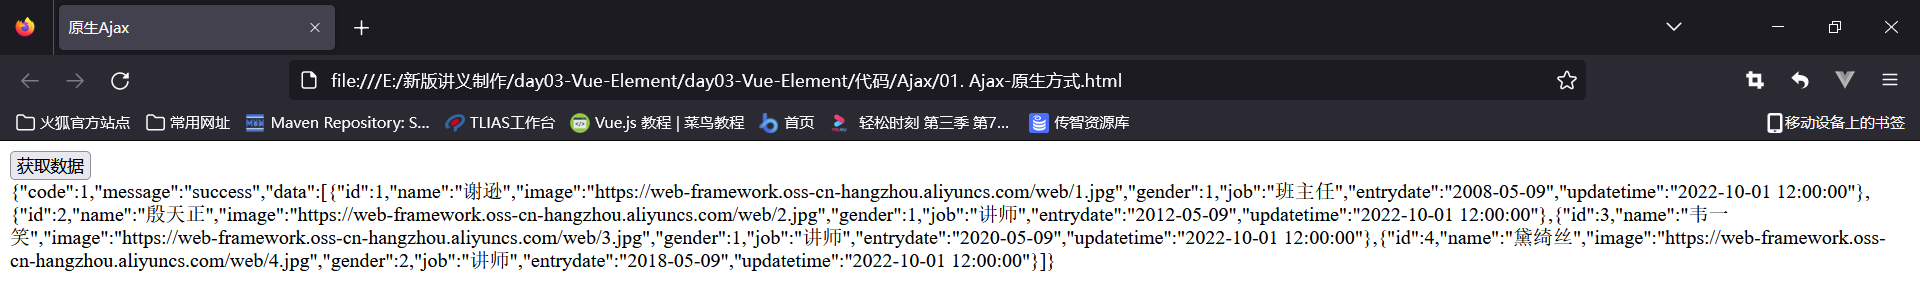 原生Ajax
file:///E:/新版讲义制作/day03-Vue-Element/day03-Vue-Element/代码/Ajax/01. Ajax-原生方式.html
火狐官方站点 常用网址 Maven Repository: S... TLIAS工作台 Vue.js 教程 | 菜鸟教程 首页 轻松时刻 第三季 第7... 传智资源库 移动设备上的书签
获取数据
{"code":1,"message":"success","data":[{"id":1,"name":"谢逊","image":"https://web-framework.oss-cn-hangzhou.aliyuncs.com/web/1.jpg","gender":1,"job":"班主任","entrydate":"2008-05-09","updatetime":"2022-10-01 12:00:00"},
{"id":2,"name":"殷天正","image":"https://web-framework.oss-cn-hangzhou.aliyuncs.com/web/2.jpg","gender":1,"job":"讲师","entrydate":"2012-05-09","updatetime":"2022-10-01 12:00:00"},{"id":3,"name":"韦一
笑","image":"https://web-framework.oss-cn-hangzhou.aliyuncs.com/web/3.jpg","gender":1,"job":"讲师","entrydate":"2020-05-09","updatetime":"2022-10-01 12:00:00"},{"id":4,"name":"黛绮丝","image":"https://web-framework.oss-
cn-hangzhou.aliyuncs.com/web/4.jpg","gender":2,"job":"讲师","entrydate":"2018-05-09","updatetime":"2022-10-01 12:00:00"}]}